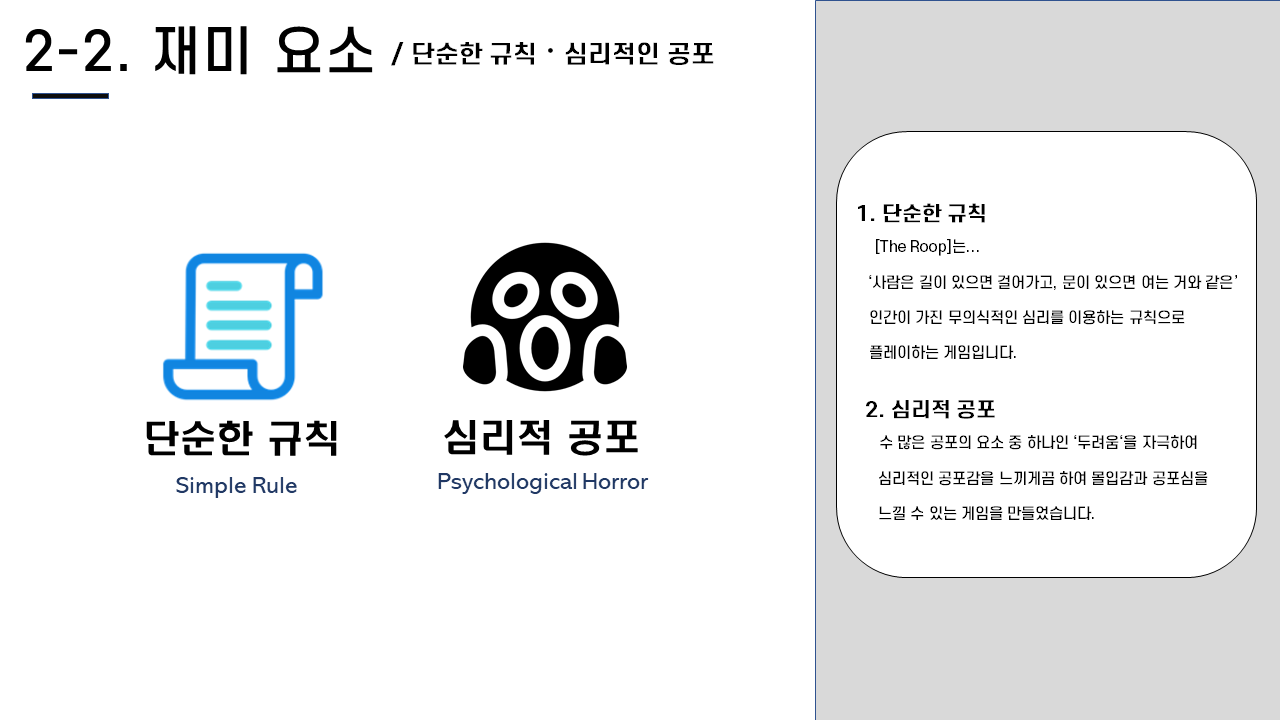 2-2. 재미 요소 / 단순한 규칙 · 심리적인 공포
단순한 규칙
Simple Rule
심리적 공포
Psychological Horror
1. 단순한 규칙
[The Roop]는...
‘사람은 길이 있으면 걸어가고, 문이 있으면 여는 거와 같은’
인간이 가진 무의식적인 심리를 이용하는 규칙으로
플레이하는 게임입니다.
2. 심리적 공포
수 많은 공포의 요소 중 하나인 ‘두려움‘을 자극하여
심리적인 공포감을 느끼게끔 하여 몰입감과 공포심을
느낄 수 있는 게임을 만들었습니다.